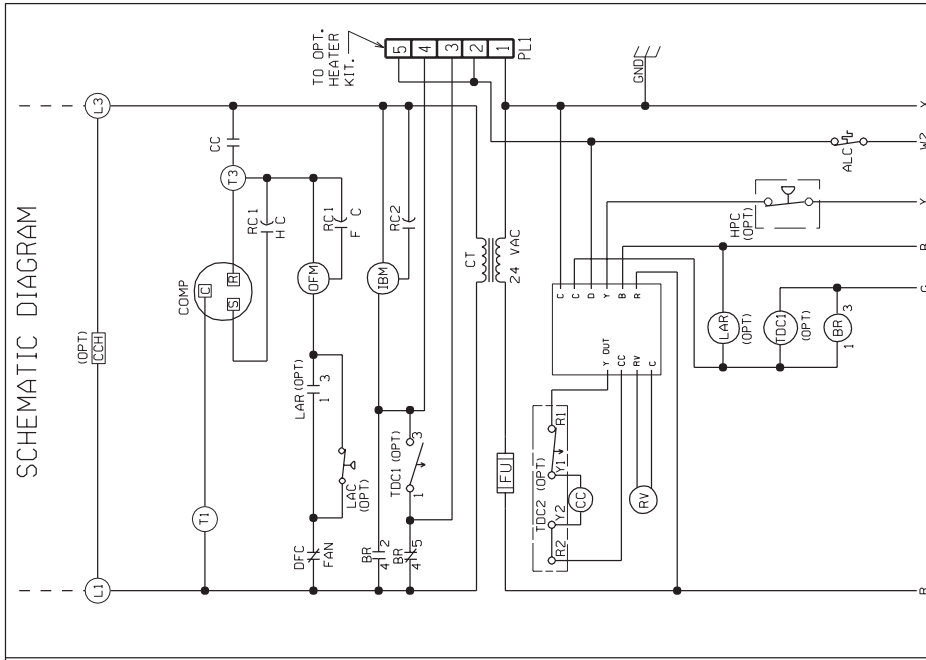 SCHEMATIC DIAGRAM
L1
(OPT)
CCH
L3
T1
COMP
C
S
R
T3
CC
RC1
H C
DFC
FAN
LAC
(OPT)
LAR(OPT)
1 3
OFM
RC1
F C
BR
4 2
BR
4 5
TDC1 (OPT)
1 3
IBM
RC2
TO OPT.
HEATER
KIT.
5
4
3
2
1
PL1
CT
24 VAC
FU
TDC2 (OPT)
R2
Y2
Y1
R1
CC
RV
Y OUT
CC
RV
C
C
C
D
Y
B
R
GND
HPC
(OPT)
ALC
LAR
(OPT)
TDC1
(OPT)
BR
1 3
W2
Y